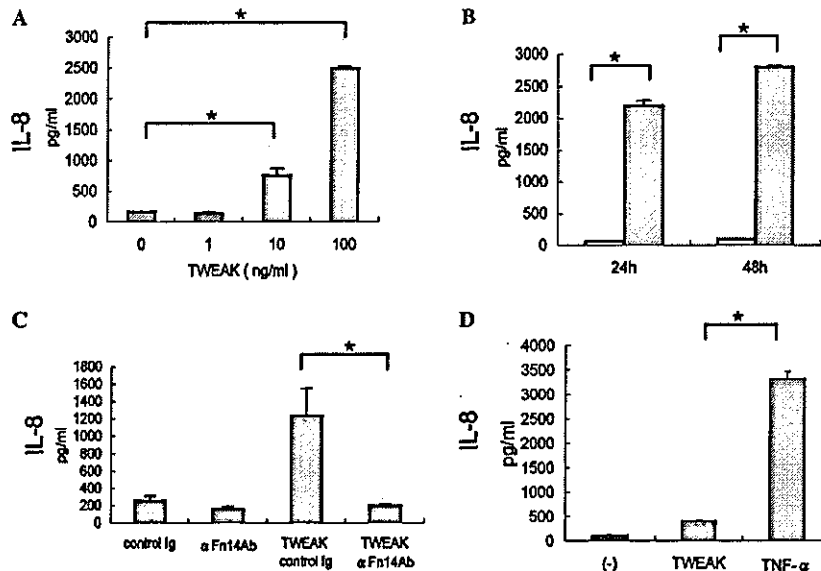 A
*
*
IL-8
pg/ml
3000
2500
2000
1500
1000
500
0
0 1 10 100
TWEAK ( ng/ml )
B
*
*
IL-8
pg/ml
3000
2500
2000
1500
1000
500
0
24h 48h
C
*
IL-8
pg/ml
1800
1600
1400
1200
1000
800
600
400
200
0
control Ig αFn14Ab TWEAK TWEAK
control Ig αFn14Ab
D
*
IL-8
pg/ml
4000
3500
3000
2500
2000
1500
1000
500
0
(-) TWEAK TNF-α